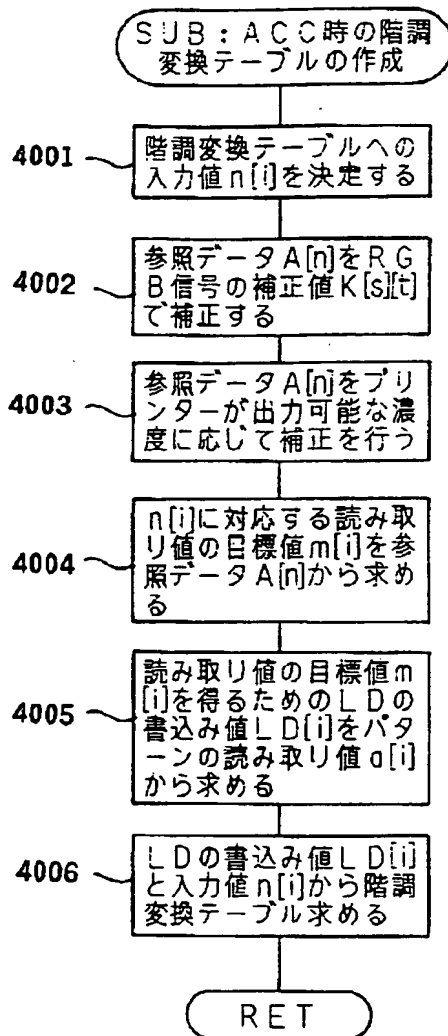 SUB:ACC時の階調
変換テーブルの作成
4001
階調変換テーブルへの
入力値n[i]を決定する
4002
参照データA[n]をRG
B信号の補正値K[s][t]
で補正する
4003
参照データA[n]をプリ
ンターが出力可能な濃
度に応じて補正を行う
4004
n[i]に対応する読み取
り値の目標値m[i]を参
照データA[n]から求め
る
4005
読み取り値の目標値m
[i]を得るためのLDの
書込み値LD[i]をパタ
ーンの読み取り値a[i]
から求める
4006
LDの書込み値LD[i]
と入力値n[i]から階調
変換テーブル求める
RET